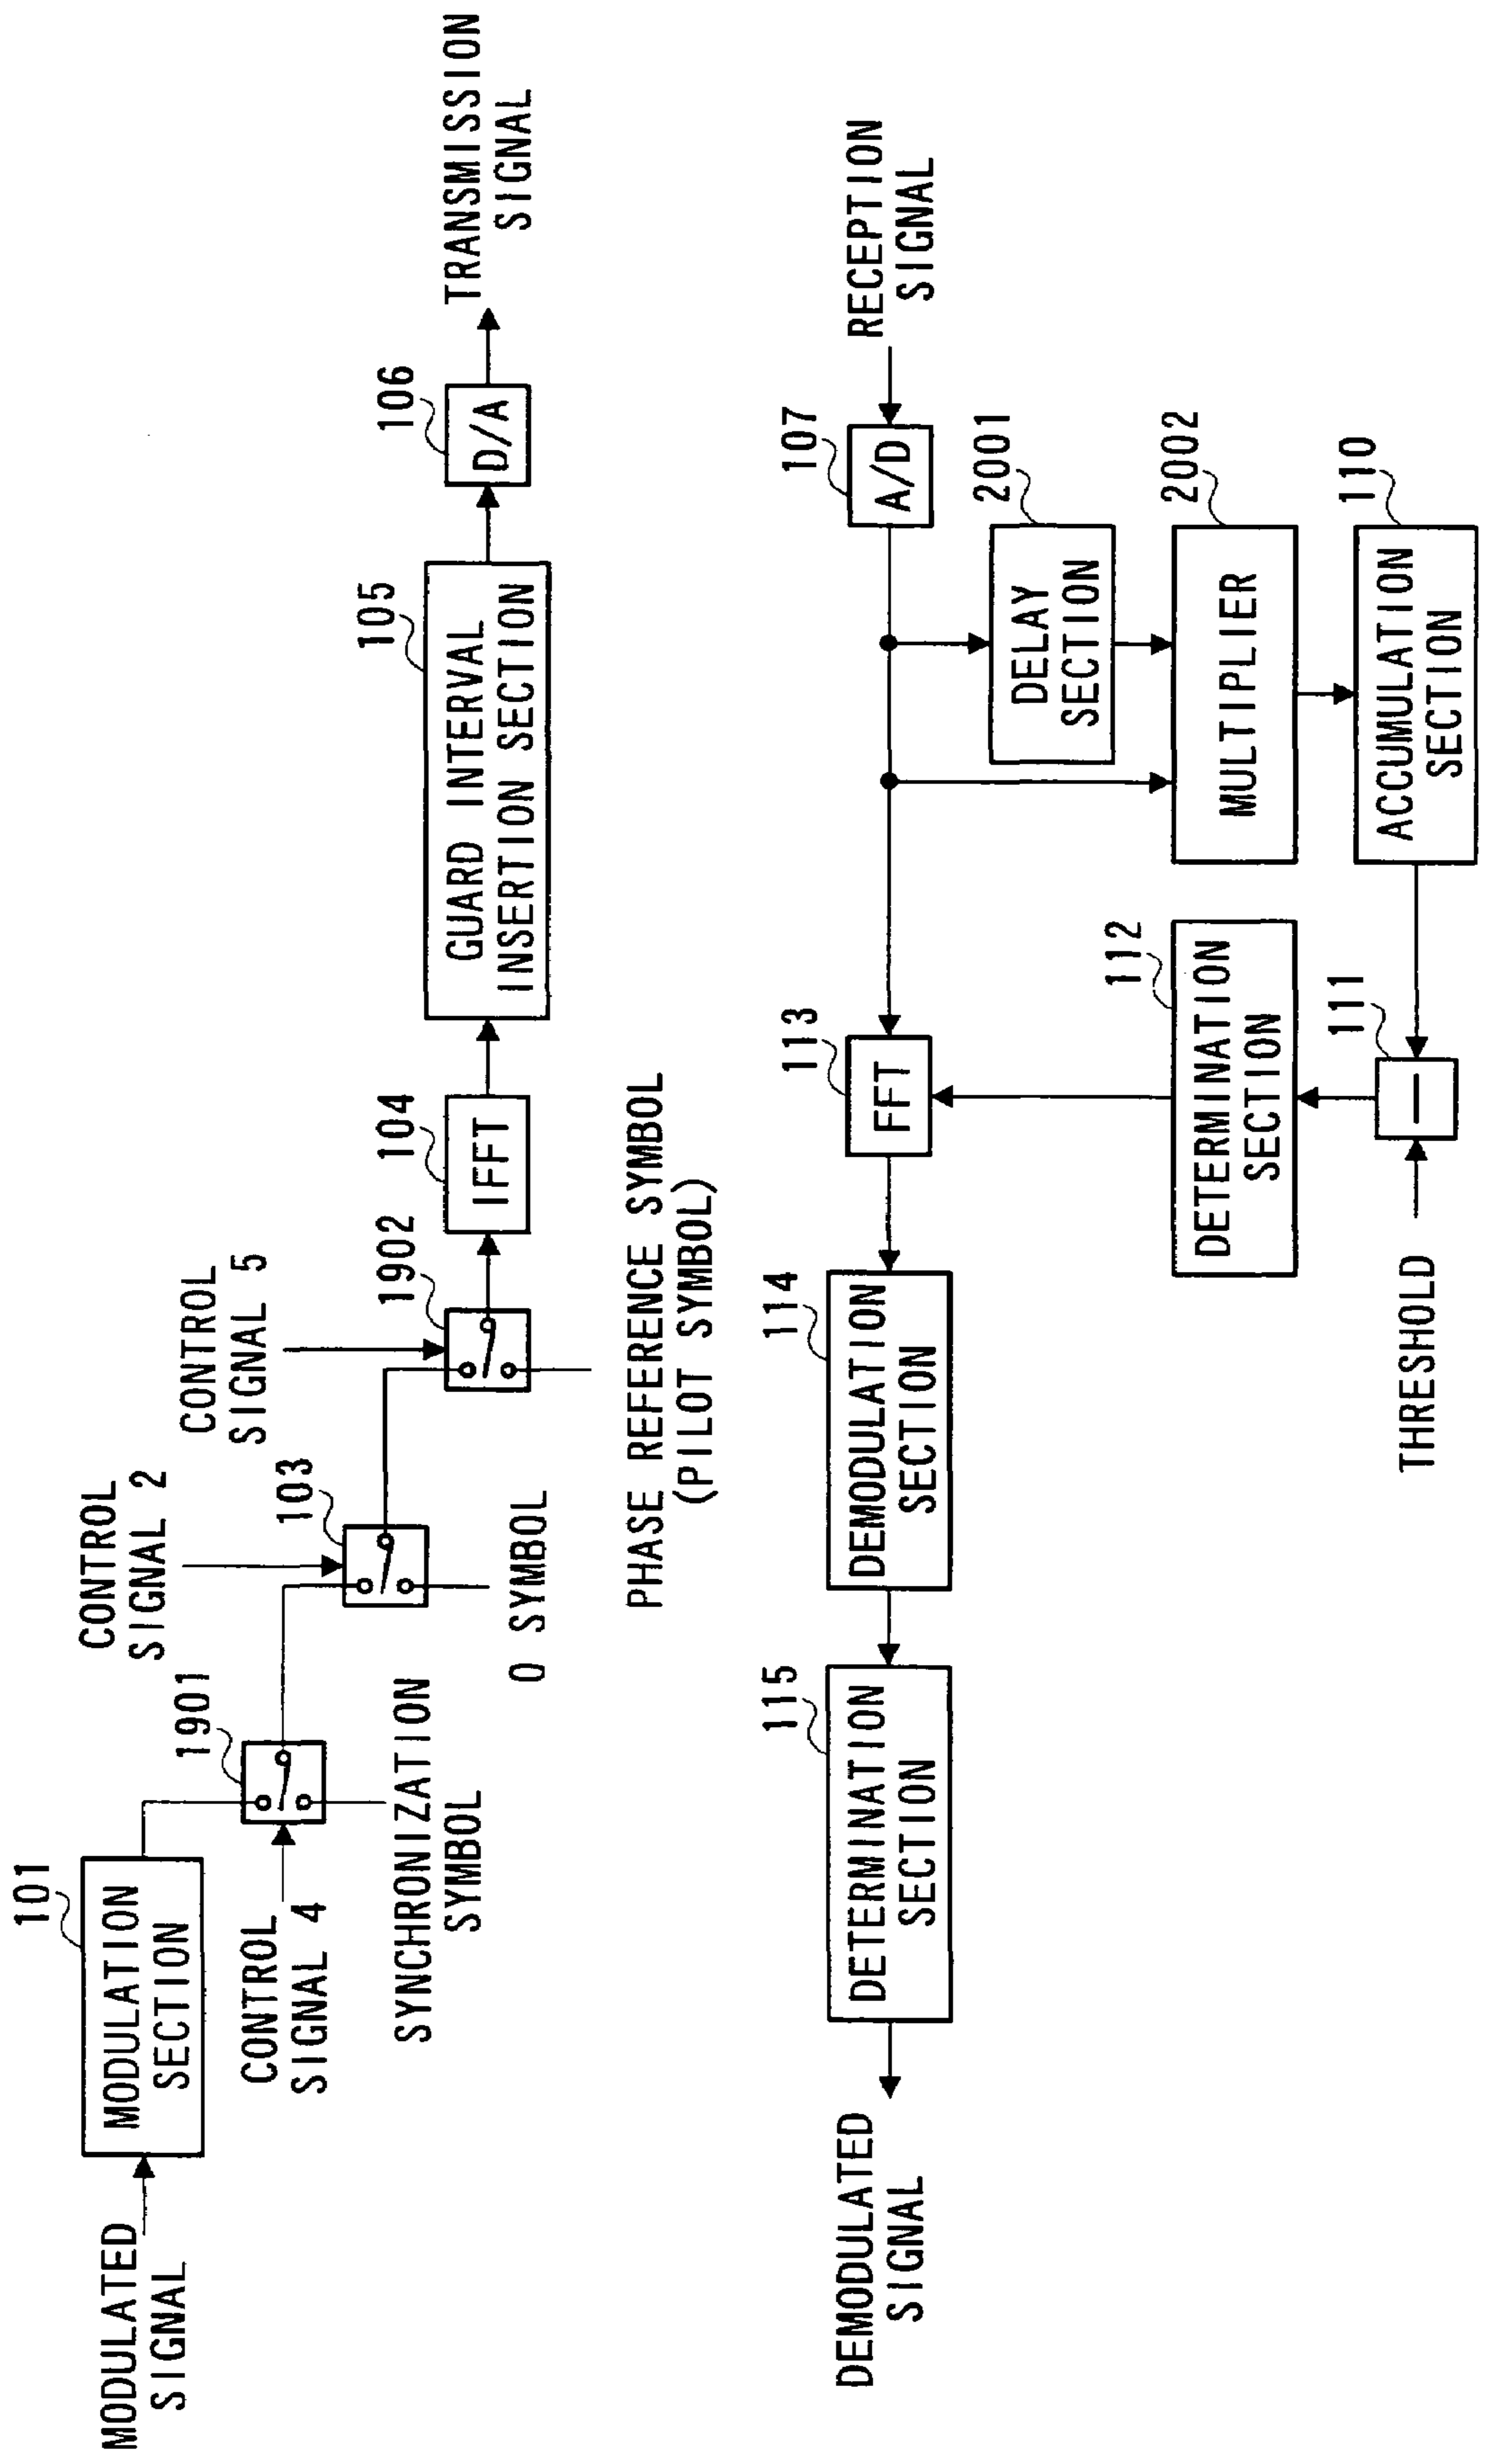 MODULATED
SIGNAL
101
MODULATION
SECTION
CONTROL
SIGNAL 4
1901
SYNCHRONIZATION
SYMBOL
CONTROL
SIGNAL 2
103
0 SYMBOL
CONTROL
SIGNAL 5
1902
PHASE REFERENCE SYMBOL
(PILOT SYMBOL)
104
IFFT
105
GUARD INTERVAL
INSERTION SECTION
106
D/A
TRANSMISSION
SIGNAL
DEMODULATED
SIGNAL
115
DETERMINATION
SECTION
114
DEMODULATION
SECTION
113
FFT
107
A/D
RECEPTION
SIGNAL
2001
DELAY
SECTION
2002
MULTIPLIER
110
ACCUMULATION
SECTION
112
DETERMINATION
SECTION
111
THRESHOLD